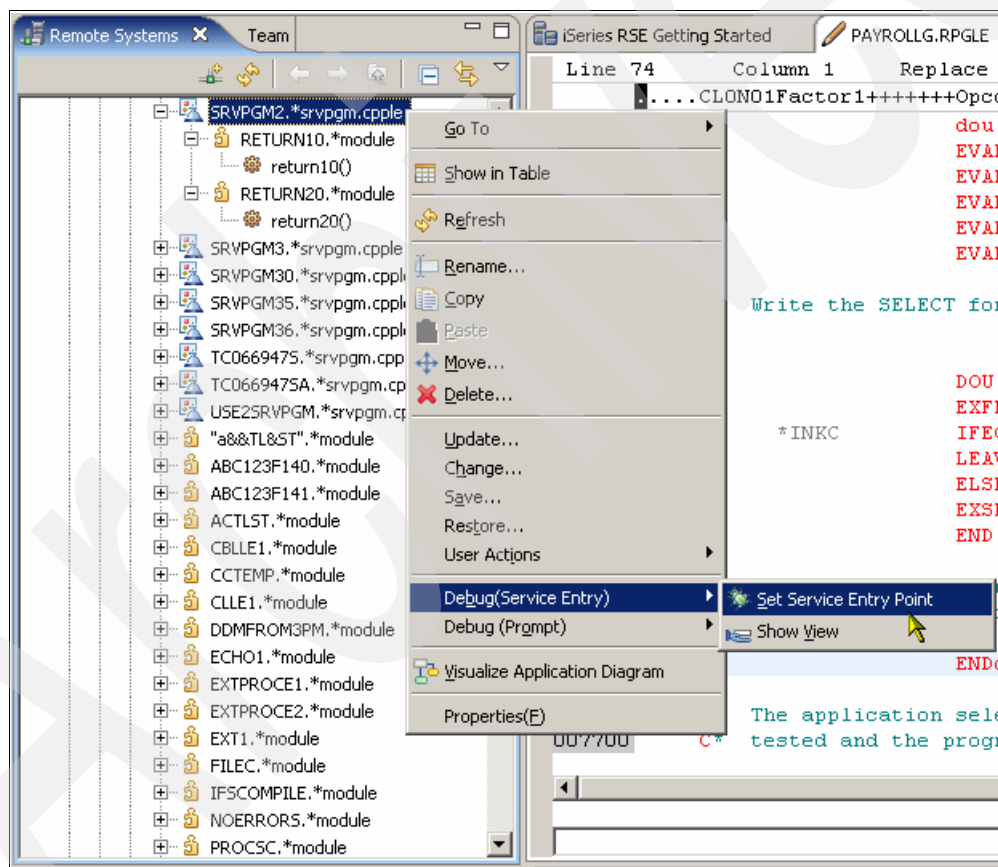 Remote Systems
Team
iSeries RSE Getting Started
PAYROLLG.RPGLE
Line 74 Column 1 Replace
.....CLON01Factor1+++++++Opco
SRVPGM2.*srvpgm.cpple
RETURN10.*module
return10()
RETURN20.*module
return20()
SRVPGM3.*srvpgm.cpple
SRVPGM30.*srvpgm.cpple
SRVPGM35.*srvpgm.cpple
SRVPGM36.*srvpgm.cpple
TC066947S.*srvpgm.cpp
TC066947SA.*srvpgm.cp
USE2SRVPGM.*srvpgm.cp
"a&&TL&ST".*module
ABC123F140.*module
ABC123F141.*module
ACTLST.*module
CBLLE1.*module
CCTEMP.*module
CLLE1.*module
DDMFROM3PM.*module
ECHO1.*module
EXTPROCE1.*module
EXTPROCE2.*module
EXT1.*module
FILEC.*module
IFSCOMPILE.*module
NOERRORS.*module
PROCSC.*module
Go To
Show in Table
Refresh
Rename...
Copy
Paste
Move...
Delete...
Update...
Change...
Save...
Restore...
User Actions
Debug(Service Entry)
Debug (Prompt)
Visualize Application Diagram
Properties(F)
Set Service Entry Point
Show View
dou
EVAL
EVAL
EVAL
EVAL
EVAL
Write the SELECT for
DOU
EXF
*INKC IFEQ
LEAV
ELSE
EXSR
END
END
The application sele
007700 C* tested and the progr